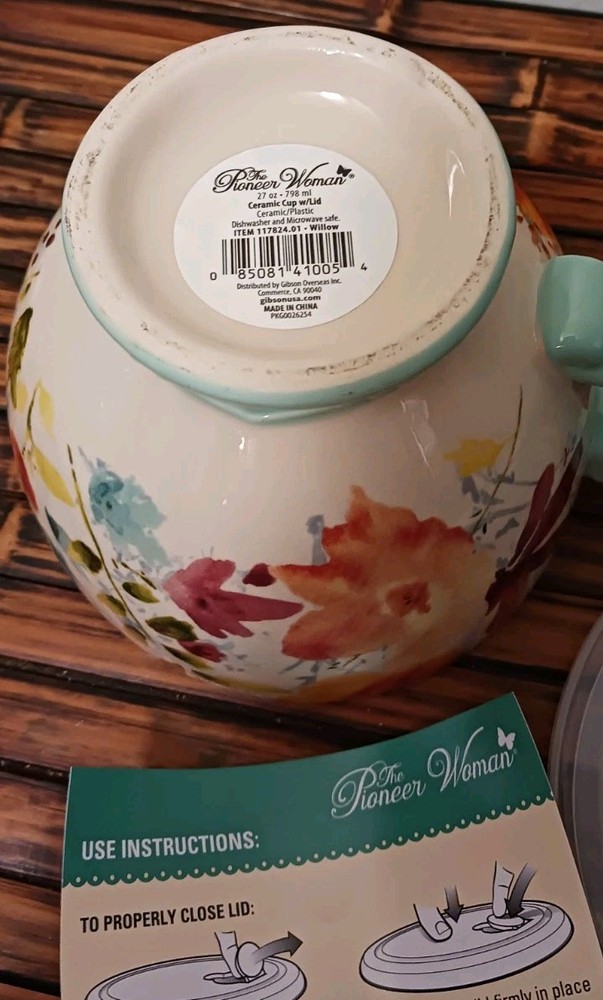 The
Pioneer Woman®
27 oz • 798 ml
Ceramic Cup w/Lid
Ceramic/Plastic
Dishwasher and Microwave safe.
ITEM 117824.01 • Willow
0 85081 41005 4
Distributed by Gibson Overseas Inc.
Commerce, CA 90040
gibsonusa.com
MADE IN CHINA
PKG0026254
The
Pioneer Woman®
USE INSTRUCTIONS:
TO PROPERLY CLOSE LID:
firmly in place